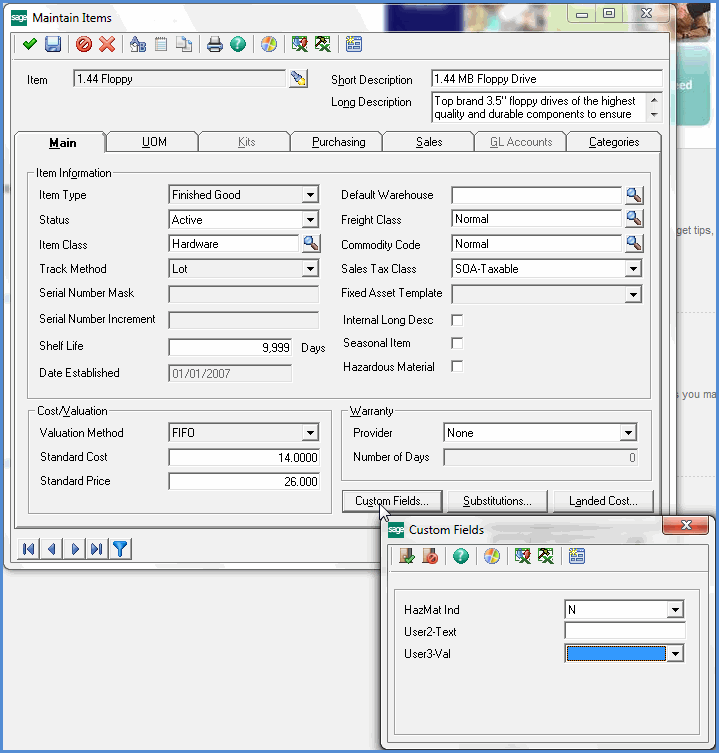 sage Maintain Items
Item 1.44 Floppy Short Description 1.44 MB Floppy Drive
Long Description Top brand 3.5" floppy drives of the highest
quality and durable components to ensure
eed
Main UOM Kits Purchasing Sales GL Accounts Categories
Item Information
Item Type Finished Good Default Warehouse
Status Active Freight Class Normal
get tips,
Item Class Hardware Commodity Code Normal
Track Method Lot Sales Tax Class SOA-Taxable
Serial Number Mask Fixed Asset Template
Serial Number Increment Internal Long Desc
Shelf Life 9,999 Days Seasonal Item
Date Established 01/01/2007 Hazardous Material
s you ma
Cost/Valuation Warranty
Valuation Method FIFO Provider None
Standard Cost 14.0000 Number of Days 0
Standard Price 26.000
Custom Fields... Substitutions... Landed Cost...
sage Custom Fields
HazMat Ind N
User2-Text
User3-Val